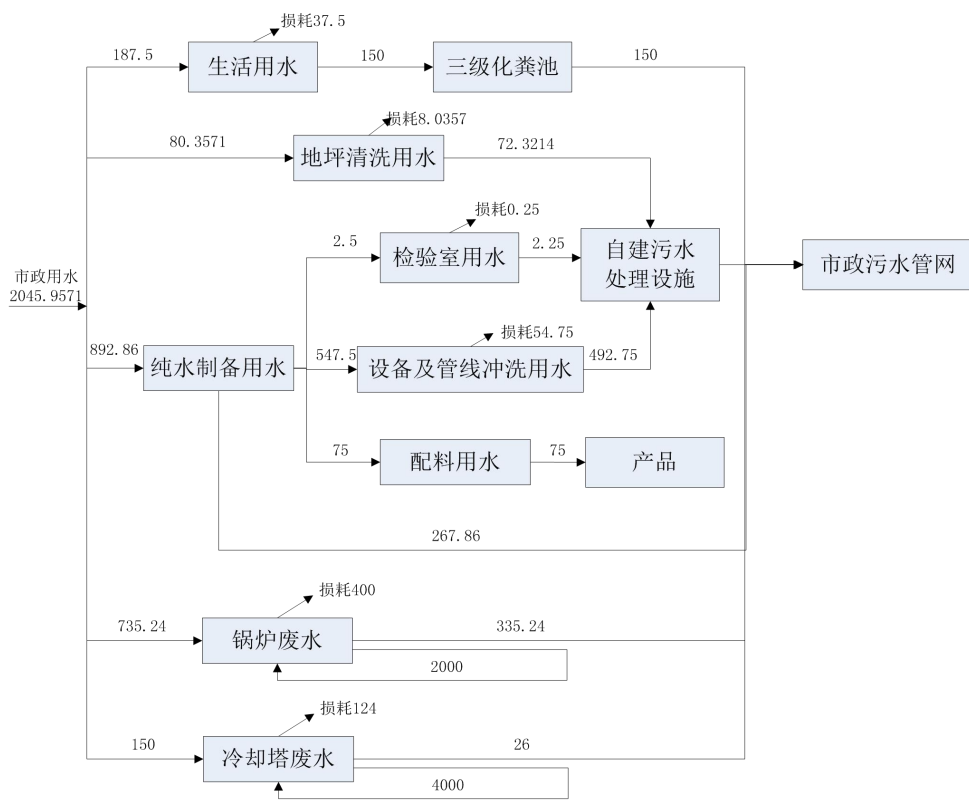 损耗37.5
187.5
生活用水
150
三级化粪池
150
损耗8.0357
80.3571
地坪清洗用水
72.3214
损耗0.25
2.5
检验室用水
2.25
自建污水
处理设施
市政污水管网
市政用水
2045.9571
损耗54.75
892.86
纯水制备用水
547.5
设备及管线冲洗用水
492.75
75
配料用水
75
产品
267.86
损耗400
735.24
锅炉废水
335.24
2000
损耗124
150
冷却塔废水
26
4000